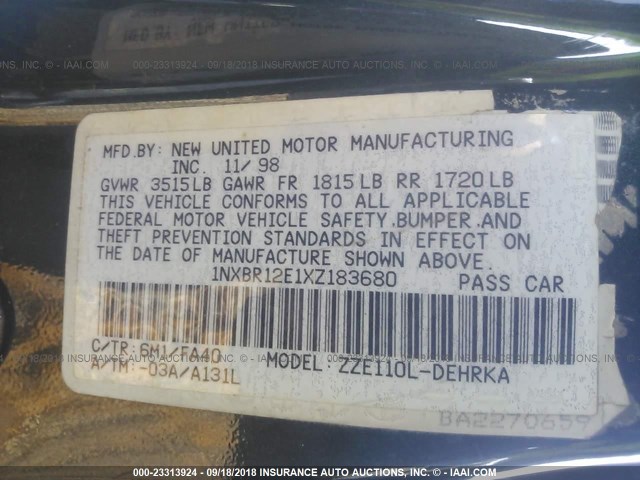 MFD.BY: NEW UNITED MOTOR MANUFACTURING
INC. 11/98
GVWR 3515LB GAWR FR 1815LB RR 1720LB
THIS VEHICLE CONFORMS TO ALL APPLICABLE
FEDERAL MOTOR VEHICLE SAFETY,BUMPER,AND
THEFT PREVENTION STANDARDS IN EFFECT ON
THE DATE OF MANUFACTURE SHOWN ABOVE.
1NXBR12E1XZ183680 PASS CAR
C/TR: 6M1/FA40
A/TM: -03A/A131L MODEL: ZZE110L-DEHRKA
BA2270659
000-23313924 - 09/18/2018 INSURANCE AUTO AUCTIONS, INC. © - IAAI.COM